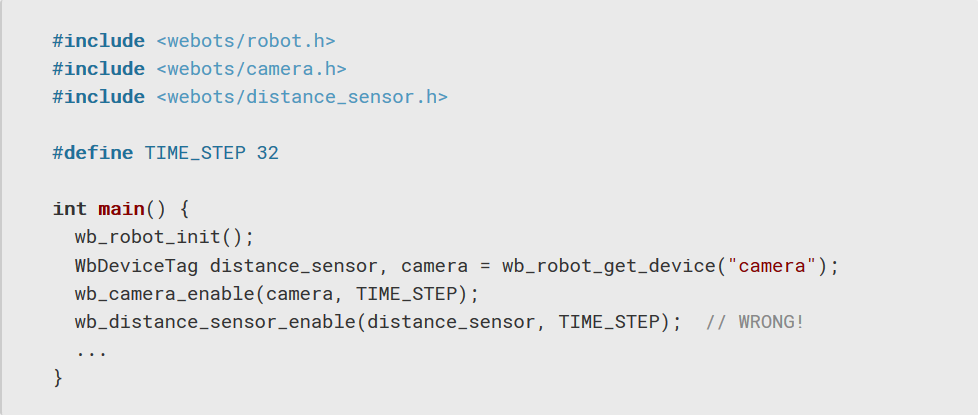 #include <webots/robot.h>
#include <webots/camera.h>
#include <webots/distance_sensor.h>
#define TIME_STEP 32
int main() {
  wb_robot_init();
  WbDeviceTag distance_sensor, camera = wb_robot_get_device("camera");
  wb_camera_enable(camera, TIME_STEP);
  wb_distance_sensor_enable(distance_sensor, TIME_STEP);  // WRONG!
  ...
}